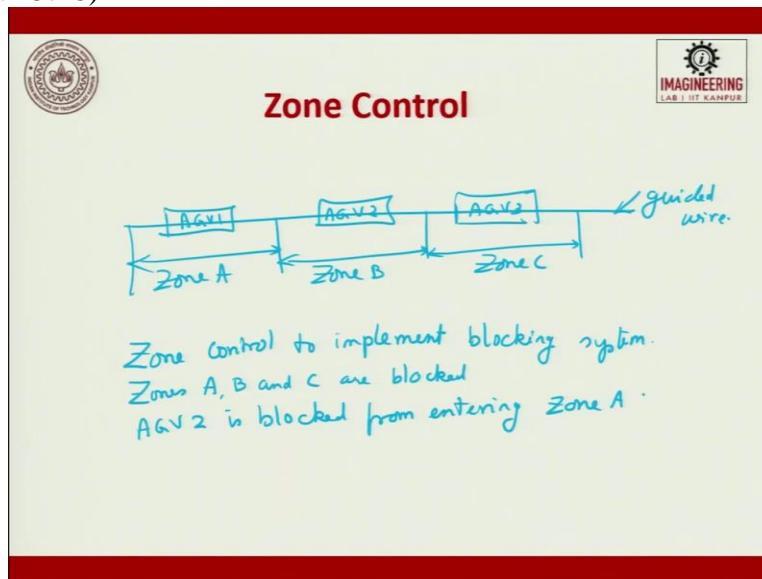 IMAGINEERING
LAB | IIT KANPUR
Zone Control
AGV1 AGV2 AGV3
guided
wire.
Zone A Zone B Zone C
Zone control to implement blocking system.
Zones A, B and C are blocked
AGV 2 is blocked from entering Zone A.